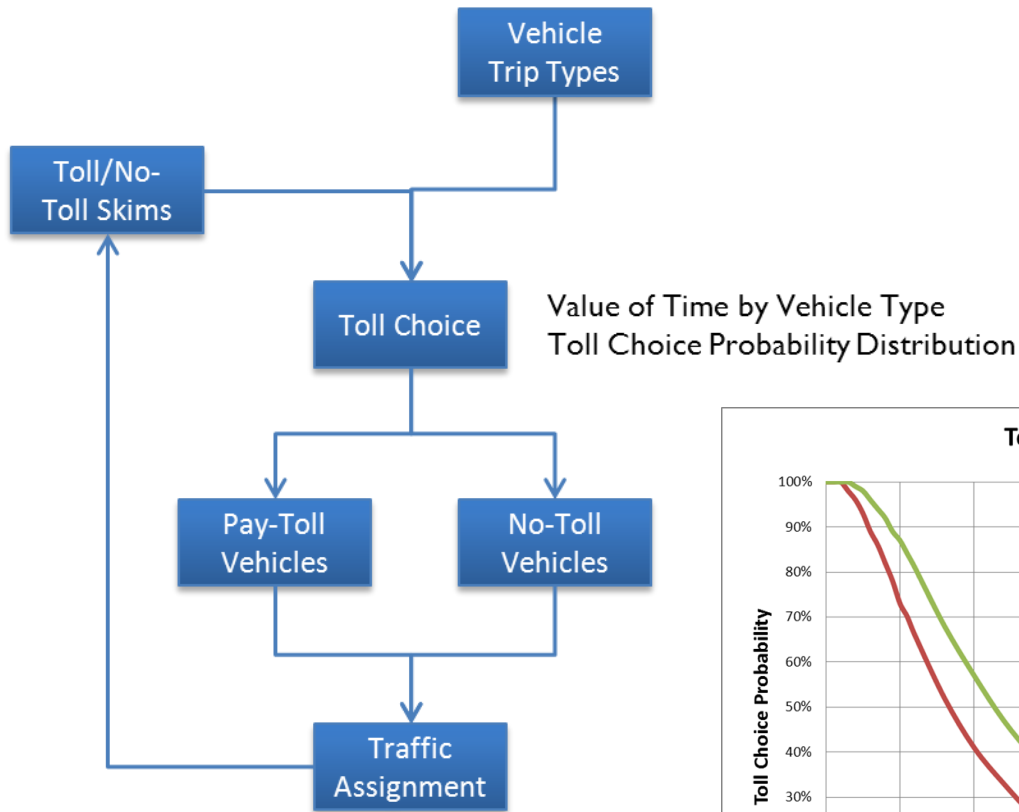 Vehicle
Trip Types
Toll/No-
Toll Skims
Toll Choice
Value of Time by Vehicle Type
Toll Choice Probability Distribution
Pay-Toll
Vehicles
No-Toll
Vehicles
Traffic
Assignment
100%
90%
80%
70%
60%
50%
40%
30%
Toll Choice Probability